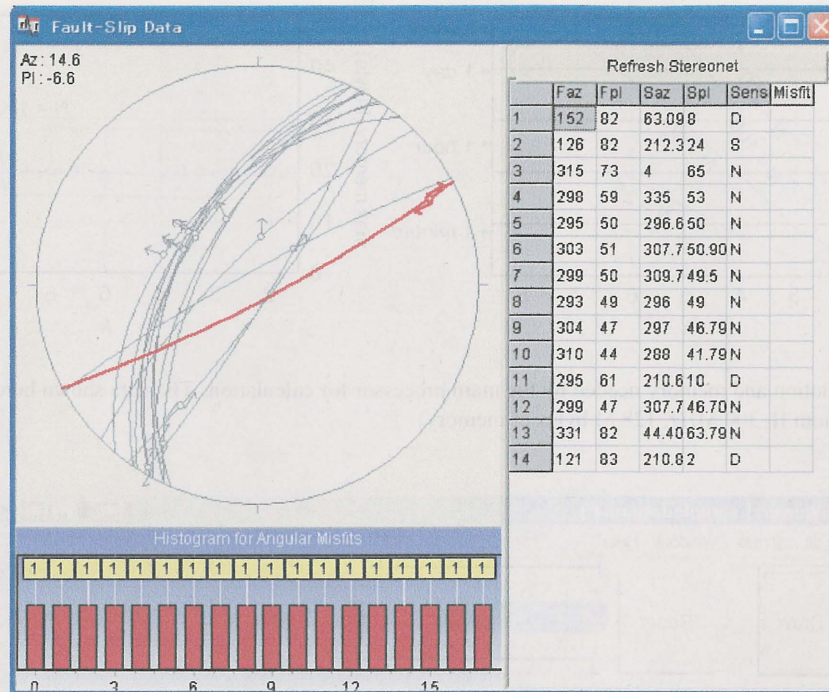 Fault-Slip Data
Az : 14.6
Pl : -6.6
Refresh Stereonet
Faz Fpl Saz Spl Sens Misfit
1 152 82 63.09 8 D
2 126 82 212.3 24 S
3 315 73 4 65 N
4 298 59 335 53 N
5 295 50 296.6 50 N
6 303 51 307.7 50.90 N
7 299 50 309.7 49.5 N
8 293 49 296 49 N
9 304 47 297 46.79 N
10 310 44 288 41.79 N
11 295 61 210.6 10 D
12 299 47 307.7 46.70 N
13 331 82 44.40 63.79 N
14 121 83 210.8 2 D
Histogram for Angular Misfits
1 1 1 1 1 1 1 1 1 1 1 1 1 1 1 1 1 1
0 3 6 9 12 15